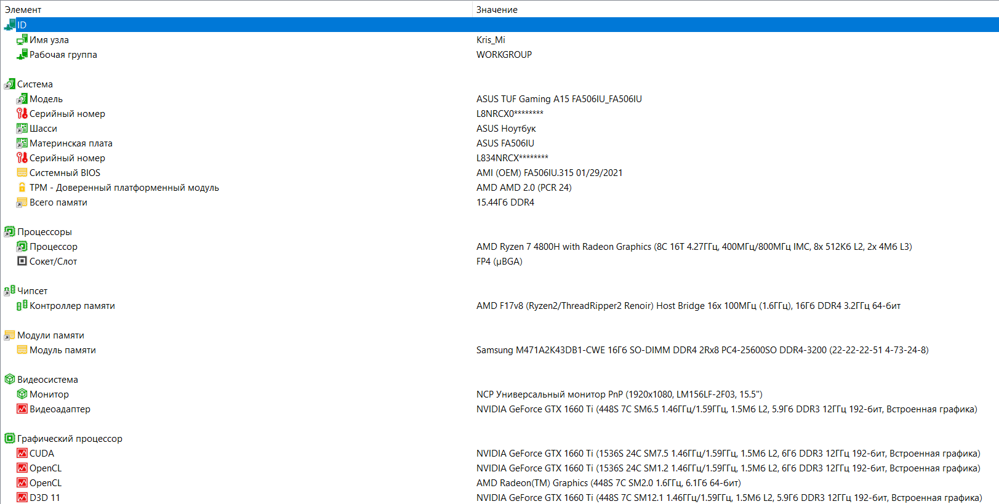 Элемент Значение
ID
Имя узла Kris_Mi
Рабочая группа WORKGROUP
Система
Модель ASUS TUF Gaming A15 FA506IU_FA506IU
Серийный номер L8NRCX0********
Шасси ASUS Ноутбук
Материнская плата ASUS FA506IU
Серийный номер L834NRCX********
Системный BIOS AMI (OEM) FA506IU.315 01/29/2021
TPM - Доверенный платформенный модуль AMD AMD 2.0 (PCR 24)
Всего памяти 15.44Гб DDR4
Процессоры
Процессор AMD Ryzen 7 4800H with Radeon Graphics (8C 16T 4.27ГГц, 400МГц/800МГц IMC, 8x 512Кб L2, 2x 4Мб L3)
Сокет/Слот FP4 (µBGA)
Чипсет
Контроллер памяти AMD F17v8 (Ryzen2/ThreadRipper2 Renoir) Host Bridge 16x 100МГц (1.6ГГц), 16Гб DDR4 3.2ГГц 64-бит
Модули памяти
Модуль памяти Samsung M471A2K43DB1-CWE 16Гб SO-DIMM DDR4 2Rx8 PC4-25600SO DDR4-3200 (22-22-22-51 4-73-24-8)
Видеосистема
Монитор NCP Универсальный монитор PnP (1920x1080, LM156LF-2F03, 15.5")
Видеоадаптер NVIDIA GeForce GTX 1660 Ti (448S 7C SM6.5 1.46ГГц/1.59ГГц, 1.5Мб L2, 5.9Гб DDR3 12ГГц 192-бит, Встроенная графика)
Графический процессор
CUDA NVIDIA GeForce GTX 1660 Ti (1536S 24C SM7.5 1.46ГГц/1.59ГГц, 1.5Мб L2, 6Гб DDR3 12ГГц 192-бит, Встроенная графика)
OpenCL NVIDIA GeForce GTX 1660 Ti (1536S 24C SM1.2 1.46ГГц/1.59ГГц, 1.5Мб L2, 6Гб DDR3 12ГГц 192-бит, Встроенная графика)
OpenCL AMD Radeon(TM) Graphics (448S 7C SM2.0 1.6ГГц, 6.1Гб 64-бит)
D3D 11 NVIDIA GeForce GTX 1660 Ti (448S 7C SM12.1 1.46ГГц/1.59ГГц, 1.5Мб L2, 5.9Гб DDR3 12ГГц 192-бит, Встроенная графика)